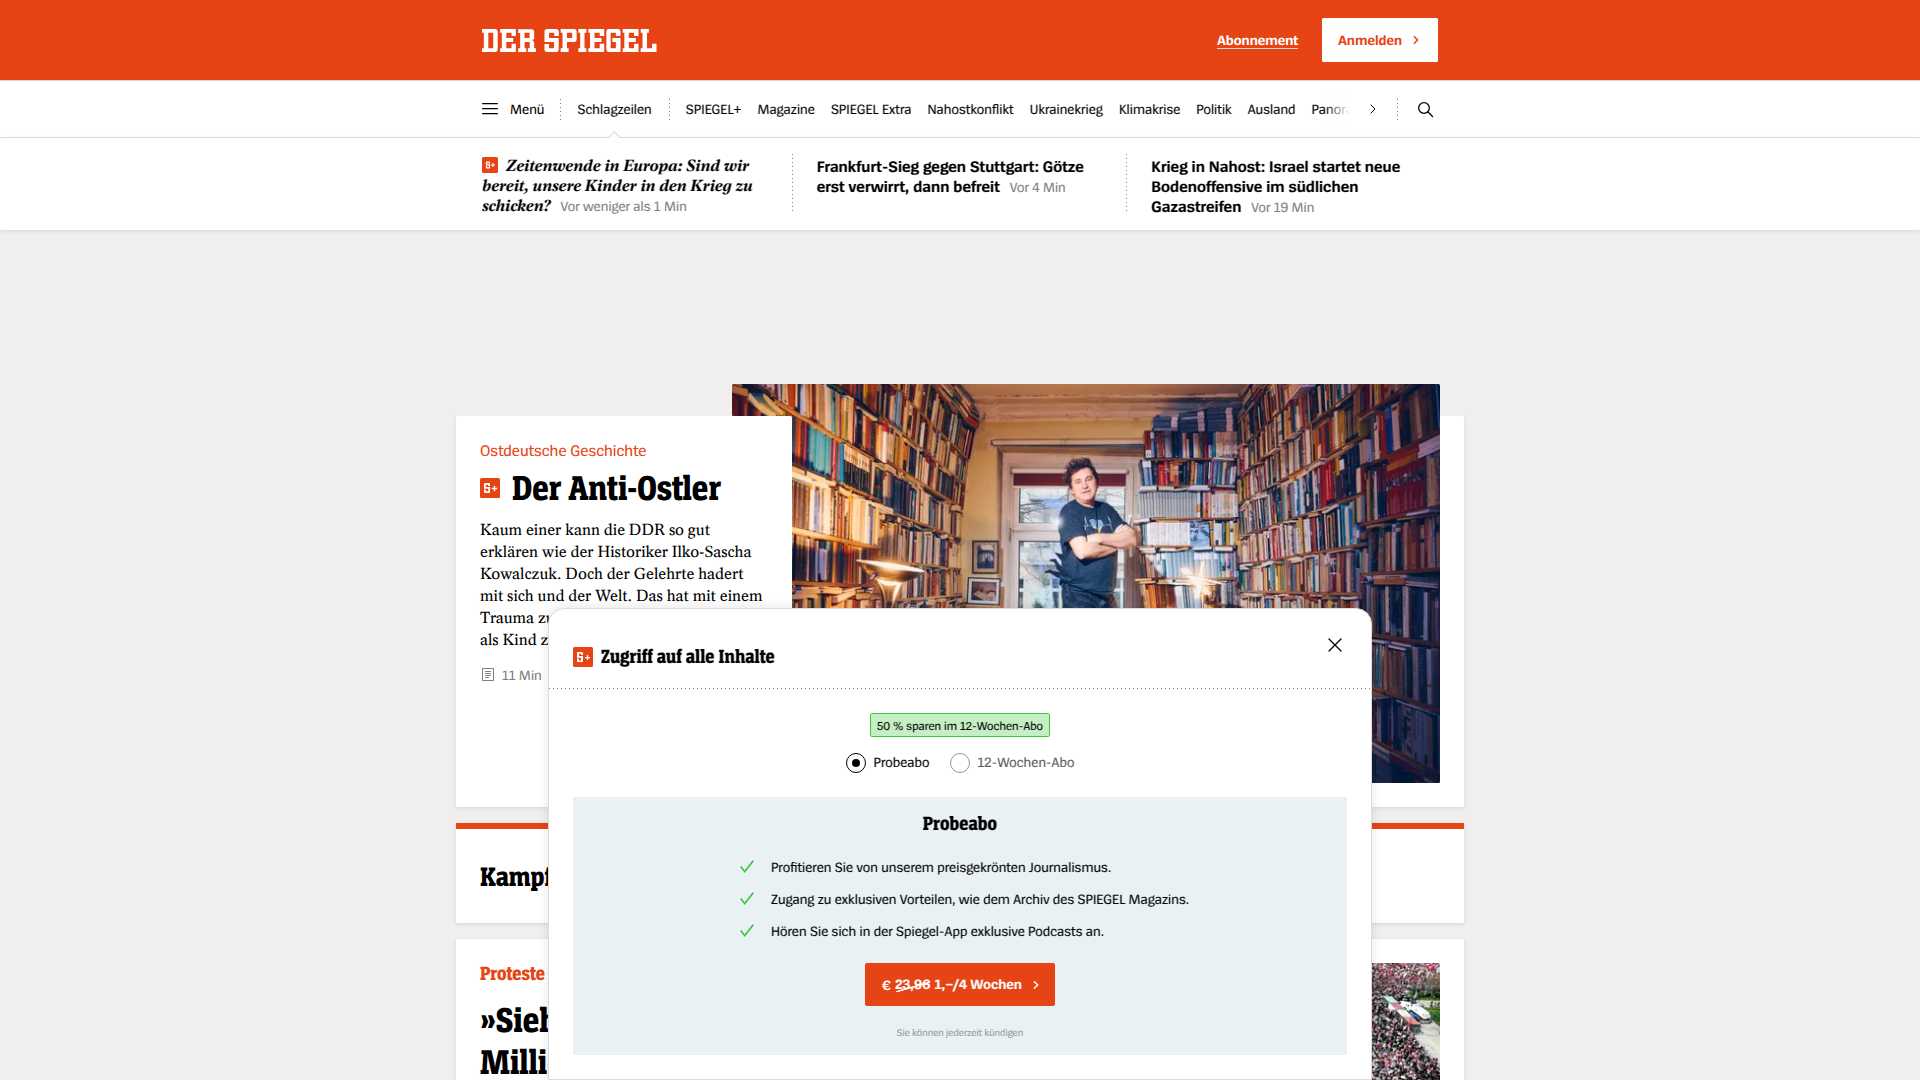 DER SPIEGEL
Abonnement
Anmelden
Menü
Schlagzeilen
SPIEGEL+
Magazine
SPIEGEL Extra
Nahostkonflikt
Ukrainekrieg
Klimakrise
Politik
Ausland
Panor
Zeitenwende in Europa: Sind wir
bereit, unsere Kinder in den Krieg zu
schicken? Vor weniger als 1 Min
Frankfurt-Sieg gegen Stuttgart: Götze
erst verwirrt, dann befreit Vor 4 Min
Krieg in Nahost: Israel startet neue
Bodenoffensive im südlichen
Gazastreifen Vor 19 Min
Ostdeutsche Geschichte
Der Anti-Ostler
Kaum einer kann die DDR so gut
erklären wie der Historiker Ilko-Sascha
Kowalczuk. Doch der Gelehrte hadert
mit sich und der Welt. Das hat mit einem
Trauma zu
als Kind z
11 Min
Zugriff auf alle Inhalte
50 % sparen im 12-Wochen-Abo
Probeabo
12-Wochen-Abo
Probeabo
Profitieren Sie von unserem preisgekrönten Journalismus.
Zugang zu exklusiven Vorteilen, wie dem Archiv des SPIEGEL Magazins.
Hören Sie sich in der Spiegel-App exklusive Podcasts an.
€ 23,96 1,–/4 Wochen
Sie können jederzeit kündigen
Kampf
Proteste
»Sieh
Milli